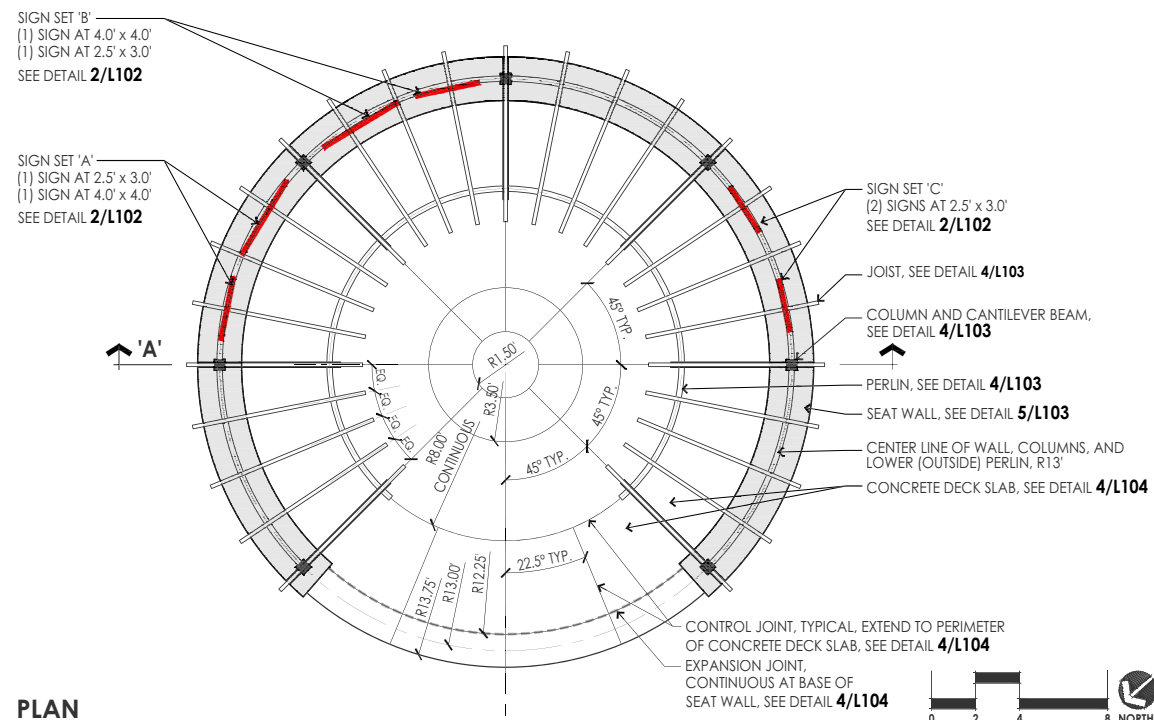 SIGN SET 'B'
(1) SIGN AT 4.0' x 4.0'
(1) SIGN AT 2.5' x 3.0'
SEE DETAIL 2/L102
SIGN SET 'A'
(1) SIGN AT 2.5' x 3.0'
(1) SIGN AT 4.0' x 4.0'
SEE DETAIL 2/L102
'A'
SIGN SET 'C'
(2) SIGNS AT 2.5' x 3.0'
SEE DETAIL 2/L102
JOIST, SEE DETAIL 4/L103
COLUMN AND CANTILEVER BEAM,
SEE DETAIL 4/L103
PERLIN, SEE DETAIL 4/L103
SEAT WALL, SEE DETAIL 5/L103
CENTER LINE OF WALL, COLUMNS, AND
LOWER (OUTSIDE) PERLIN, R13'
CONCRETE DECK SLAB, SEE DETAIL 4/L104
45° TYP.
R1.50'
EQ.
EQ.
EQ.
EQ.
R3.50'
45° TYP.
R8.00'
CONTINUOUS
45° TYP.
22.5° TYP.
R13.75'
R13.00'
R12.25'
CONTROL JOINT, TYPICAL, EXTEND TO PERIMETER
OF CONCRETE DECK SLAB, SEE DETAIL 4/L104
EXPANSION JOINT,
CONTINUOUS AT BASE OF
SEAT WALL, SEE DETAIL 4/L104
PLAN
0 2 4 8 NORTH